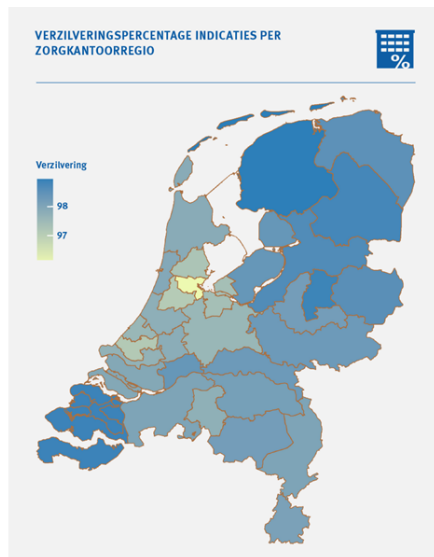 VERZILVERINGSPERCENTAGE INDICATIES PER
ZORGKANTOORREGIO
%
Verzilvering
98
97